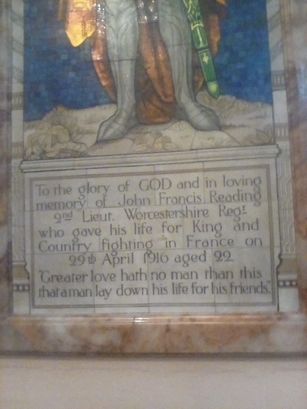 To the glory of GOD and in loving
memory of John Francis Reading
2nd Lieut. Worcestershire Regt.
who gave his life for King and
Country fighting in France on
29th April 1916 aged 22.
"Greater love hath no man than this
that a man lay down his life for his friends."